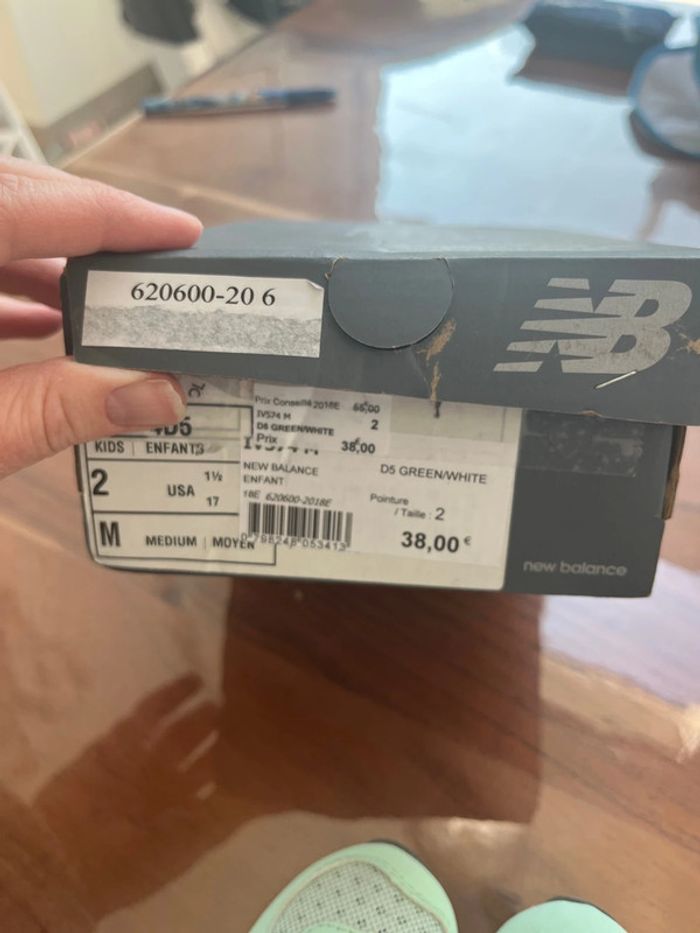 620600-20 6
NB
Prix Conseillé 2018E 66,00
IV574 M 2
D5 GREEN/WHITE
Prix 38,00
KIDS | ENFANTS
2 USA 1½
17
M MEDIUM | MOYEN
NEW BALANCE
ENFANT
D5 GREEN/WHITE
18E 620600-2018E
Pointure
/ Taille : 2
38,00 €
new balance